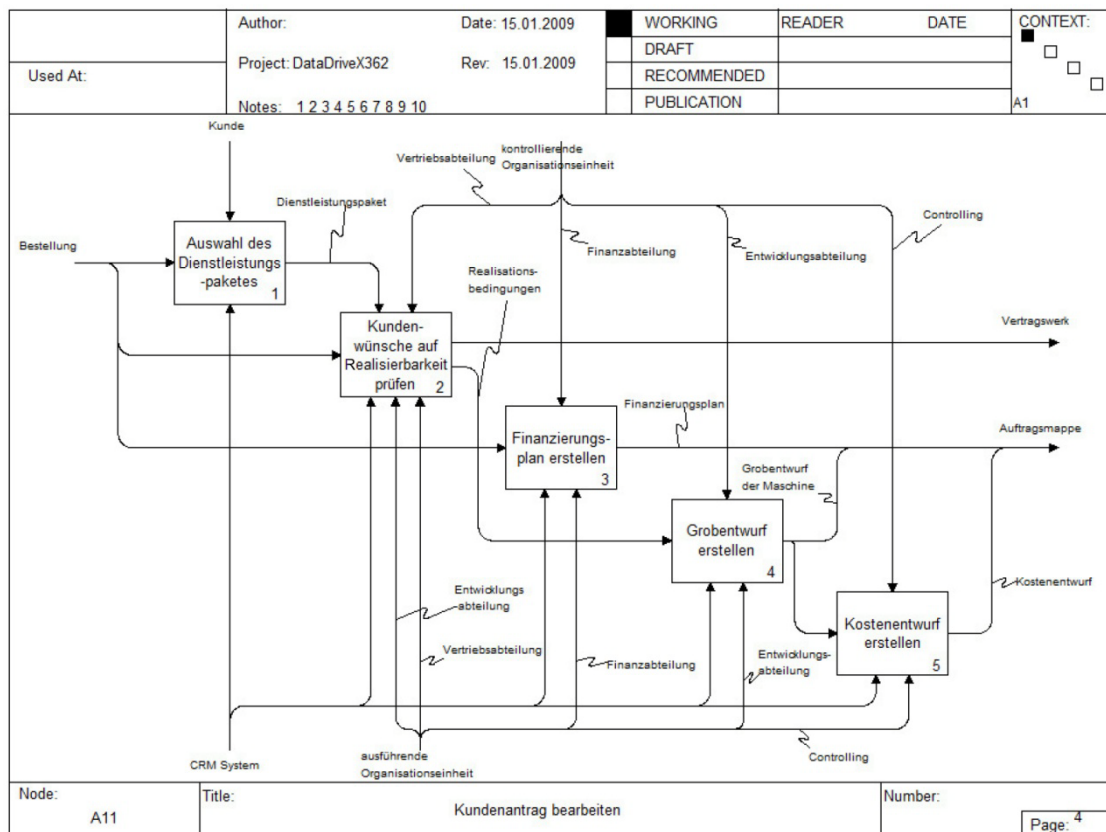 Used At:
Author:
Date: 15.01.2009
Project: DataDriveX362
Rev: 15.01.2009
Notes: 1 2 3 4 5 6 7 8 9 10
WORKING
DRAFT
RECOMMENDED
PUBLICATION
READER
DATE
CONTEXT:
A1
Kunde
Vertriebsabteilung
kontrollierende
Organisationseinheit
Dienstleistungspaket
Controlling
Bestellung
Auswahl des
Dienstleistungs
-paketes
1
Finanzabteilung
Entwicklungsabteilung
Realisations-
bedingungen
Kunden-
wünsche auf
Realisierbarkeit
prüfen
2
Vertragswerk
Finanzierungsplan
Auftragsmappe
Finanzierungs-
plan erstellen
3
Grobentwurf
der Maschine
Grobentwurf
erstellen
4
Entwicklungs
abteilung
Kostenentwurf
Kostenentwurf
erstellen
5
Vertriebsabteilung
Finanzabteilung
Entwicklungs-
abteilung
CRM System
ausführende
Organisationseinheit
Controlling
Node:
A11
Title:
Kundenantrag bearbeiten
Number:
Page: 4